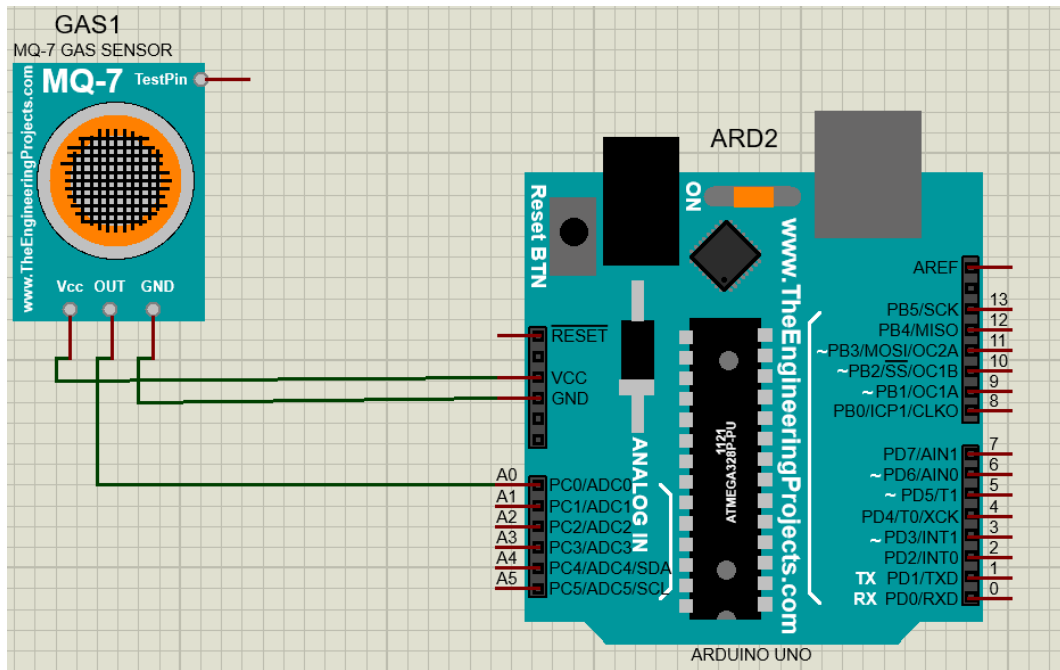 GAS1
MQ-7 GAS SENSOR
MQ-7 TestPin
www.TheEngineeringProjects.com
Vcc OUT GND
ARD2
Reset BTN
ON
www.TheEngineeringProjects.com
1121
ATMEGA328P-PU
ANALOG IN
RESET
VCC
GND
A0 PC0/ADC0
A1 PC1/ADC1
A2 PC2/ADC2
A3 PC3/ADC3
A4 PC4/ADC4/SDA
A5 PC5/ADC5/SCL
AREF
PB5/SCK 13
PB4/MISO 12
~PB3/MOSI/OC2A 11
~PB2/SS/OC1B 10
~PB1/OC1A 9
PB0/ICP1/CLKO 8
PD7/AIN1 7
~PD6/AIN0 6
~PD5/T1 5
PD4/T0/XCK 4
~PD3/INT1 3
PD2/INT0 2
TX PD1/TXD 1
RX PD0/RXD 0
ARDUINO UNO